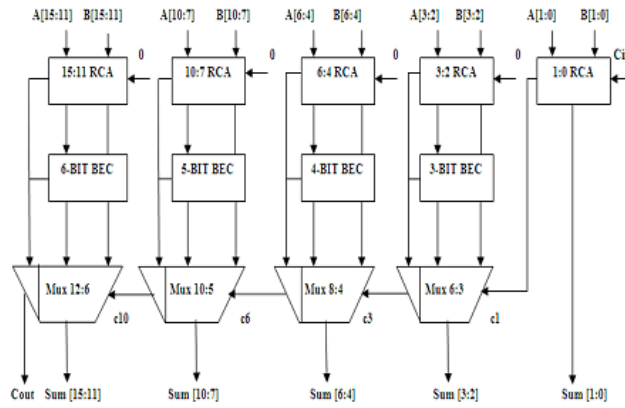 A[15:11] B[15:11] A[10:7] B[10:7] A[6:4] B[6:4] A[3:2] B[3:2] A[1:0] B[1:0]
0 0 0 0
15:11 RCA 10:7 RCA 6:4 RCA 3:2 RCA 1:0 RCA Ci
6-BIT BEC 5-BIT BEC 4-BIT BEC 3-BIT BEC
Mux 12:6 Mux 10:5 Mux 8:4 Mux 6:3
c10 c6 c3 c1
Cout Sum [15:11] Sum [10:7] Sum [6:4] Sum [3:2] Sum [1:0]